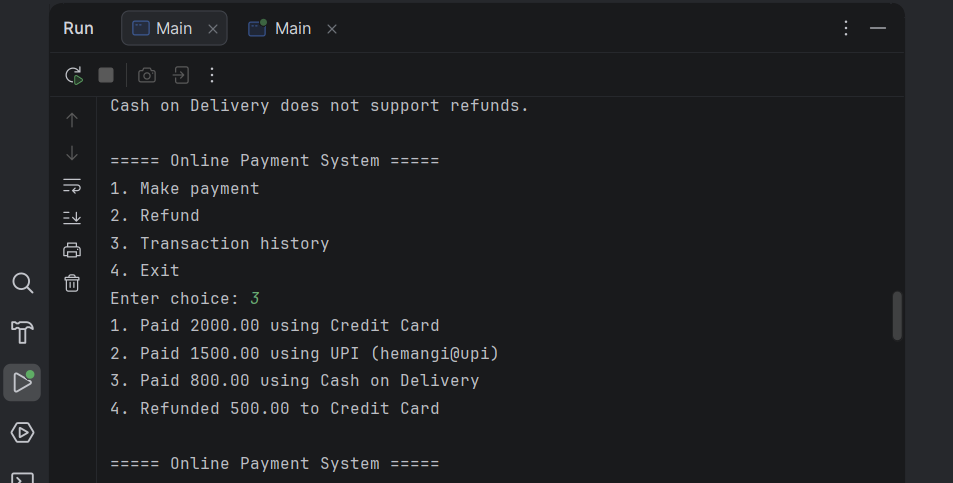 Run Main Main
Cash on Delivery does not support refunds.
===== Online Payment System =====
1. Make payment
2. Refund
3. Transaction history
4. Exit
Enter choice: 3
1. Paid 2000.00 using Credit Card
2. Paid 1500.00 using UPI (hemangi@upi)
3. Paid 800.00 using Cash on Delivery
4. Refunded 500.00 to Credit Card
===== Online Payment System =====